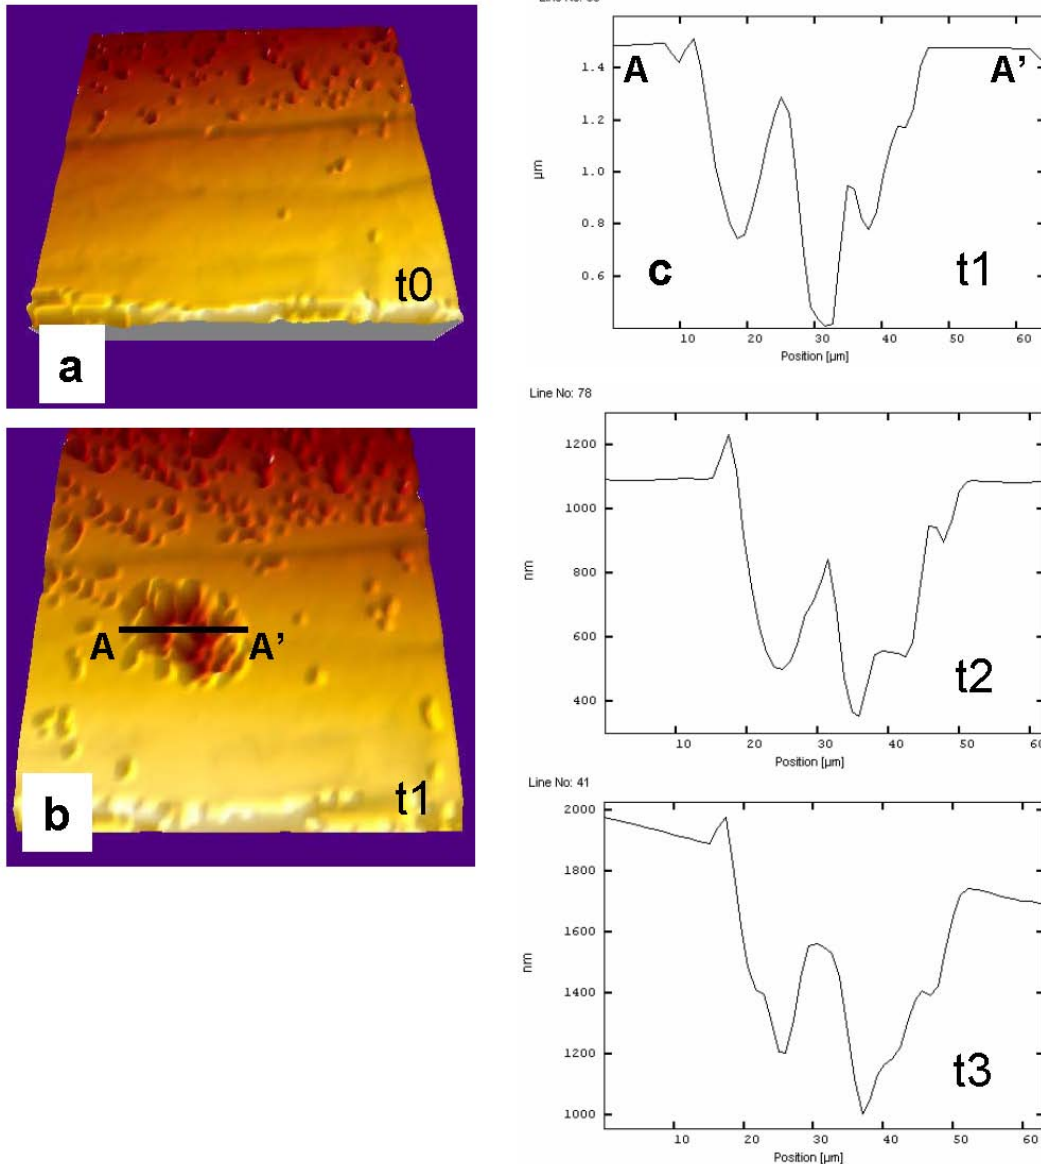 t0
a
A A'
t1
b
1.4
1.2
1.0
0.8
0.6
µm
A A'
c t1
10 20 30 40 50 60
Position [µm]
Line No: 78
1200
1000
800
600
400
nm
t2
10 20 30 40 50 60
Position [µm]
Line No: 41
2000
1800
1600
1400
1200
1000
nm
t3
10 20 30 40 50 60
Position [µm]